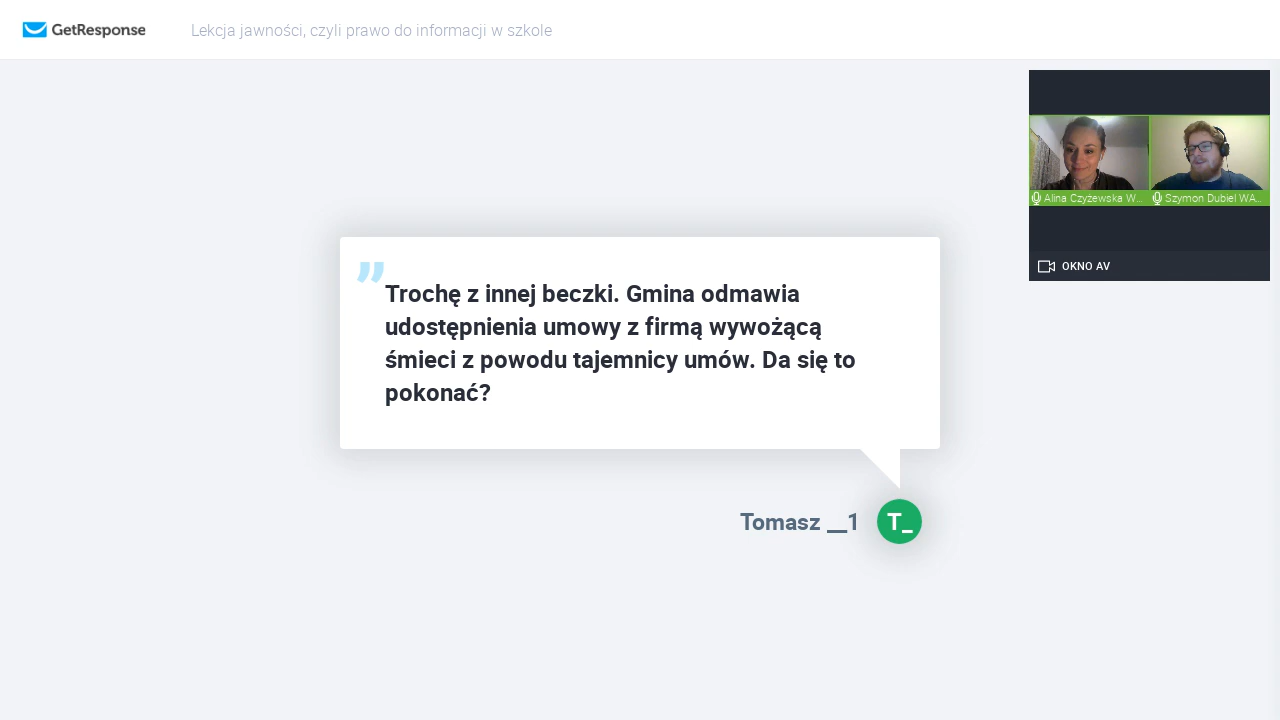 GetResponse
Lekcja jawności, czyli prawo do informacji w szkole
Alina Czyżewska W...
Szymon Dubiel WA...
OKNO AV
”
Trochę z innej beczki. Gmina odmawia
udostępnienia umowy z firmą wywożącą
śmieci z powodu tajemnicy umów. Da się to
pokonać?
Tomasz __1
T_